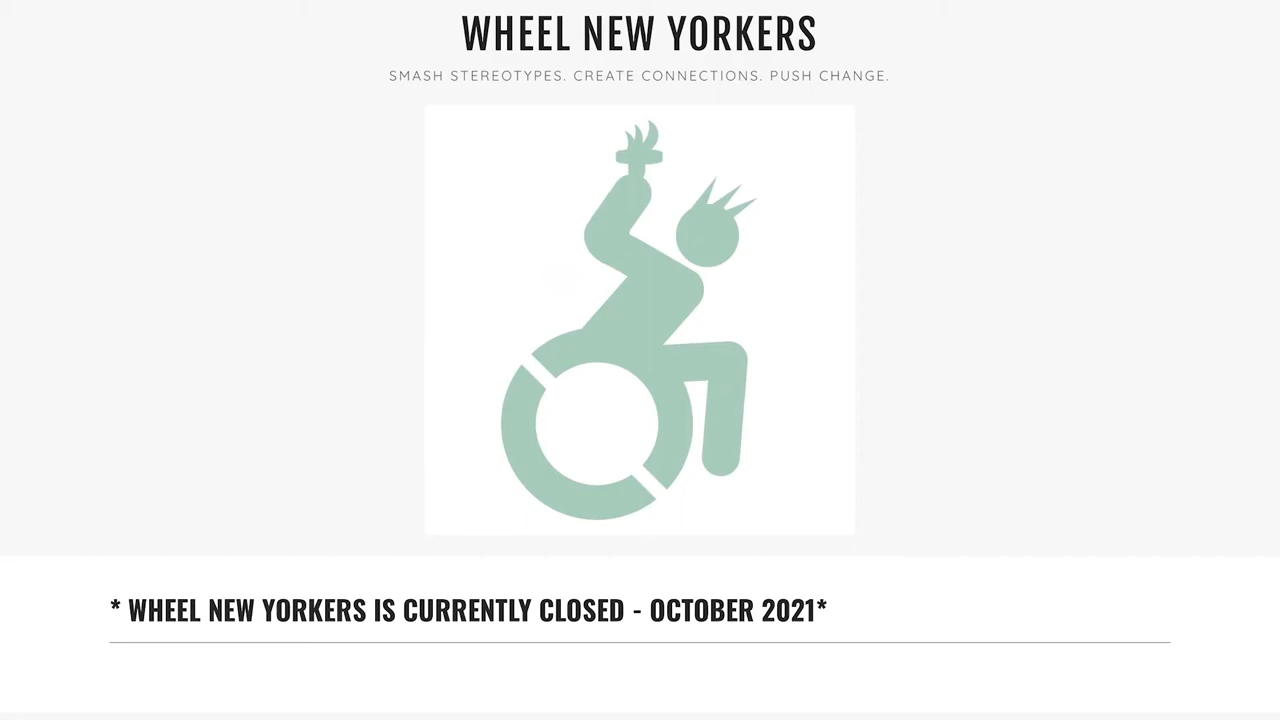 WHEEL NEW YORKERS
SMASH STEREOTYPES. CREATE CONNECTIONS. PUSH CHANGE.
* WHEEL NEW YORKERS IS CURRENTLY CLOSED - OCTOBER 2021*